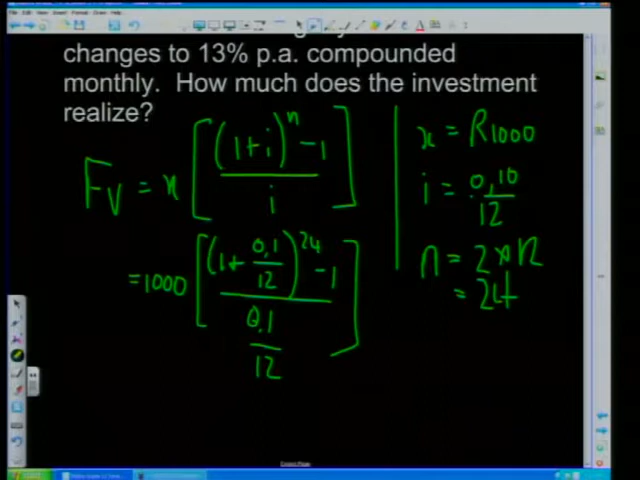 changes to 13% p.a. compounded
monthly. How much does the investment
realize?
Fv = x [ ((1+i)^n - 1) / i ]
x = R1000
i = 0,10 / 12
n = 2 x 12
= 24
= 1000 [ ((1 + 0,1/12)^24 - 1) / (0,1/12) ]